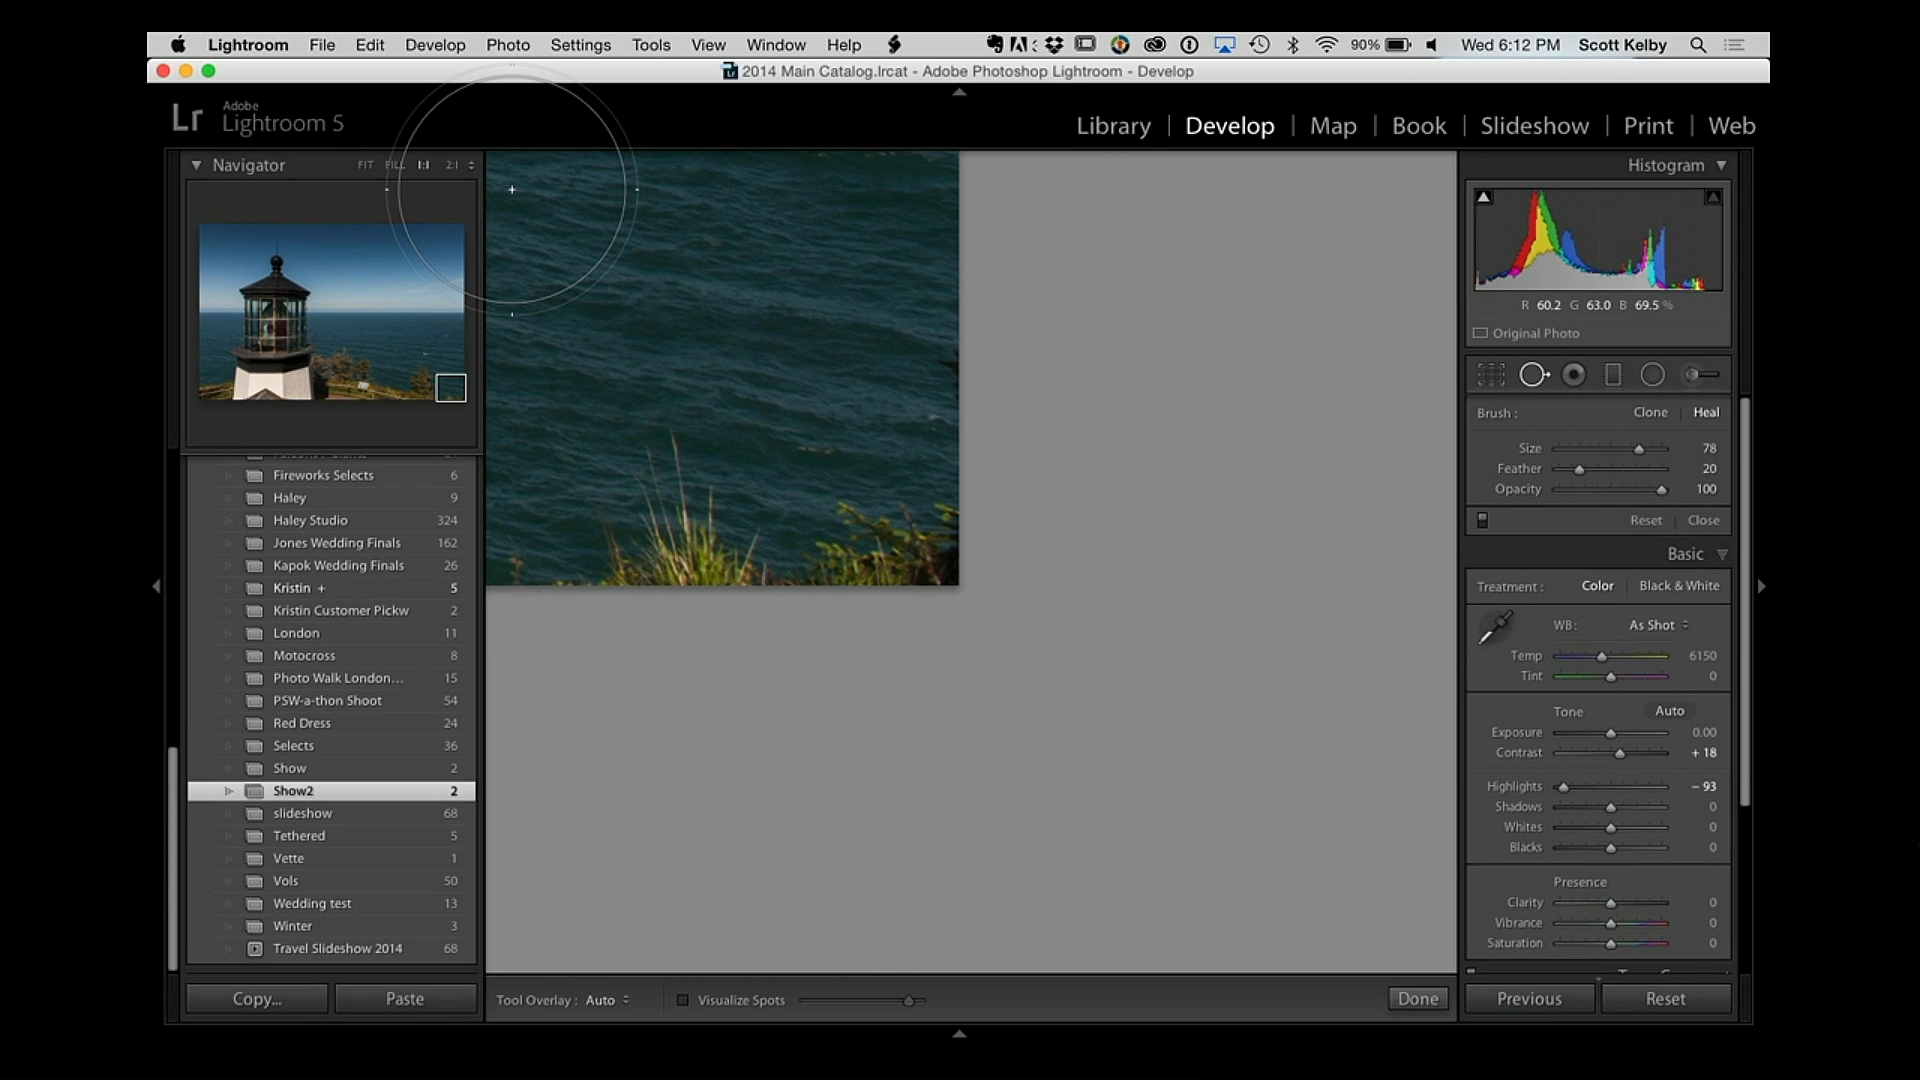 Lightroom File Edit Develop Photo Settings Tools View Window Help 90% Wed 6:12 PM Scott Kelby
2014 Main Catalog.lrcat - Adobe Photoshop Lightroom - Develop
Lr Adobe Lightroom 5
Library | Develop | Map | Book | Slideshow | Print | Web
Navigator FIT FILL 1:1 2:1
Fireworks Selects 6
Haley 9
Haley Studio 324
Jones Wedding Finals 162
Kapok Wedding Finals 26
Kristin + 5
Kristin Customer Pickw 2
London 11
Motocross 8
Photo Walk London... 15
PSW-a-thon Shoot 54
Red Dress 24
Selects 36
Show 2
Show2 2
slideshow 68
Tethered 5
Vette 1
Vols 50
Wedding test 13
Winter 3
Travel Slideshow 2014 68
Copy... Paste
Tool Overlay : Auto Visualize Spots Done
Histogram
R 60.2 G 63.0 B 69.5 %
Original Photo
Brush : Clone | Heal
Size 78
Feather 20
Opacity 100
Reset | Close
Basic
Treatment : Color | Black & White
WB : As Shot
Temp 6150
Tint 0
Tone Auto
Exposure 0.00
Contrast + 18
Highlights − 93
Shadows 0
Whites 0
Blacks 0
Presence
Clarity 0
Vibrance 0
Saturation 0
Previous Reset